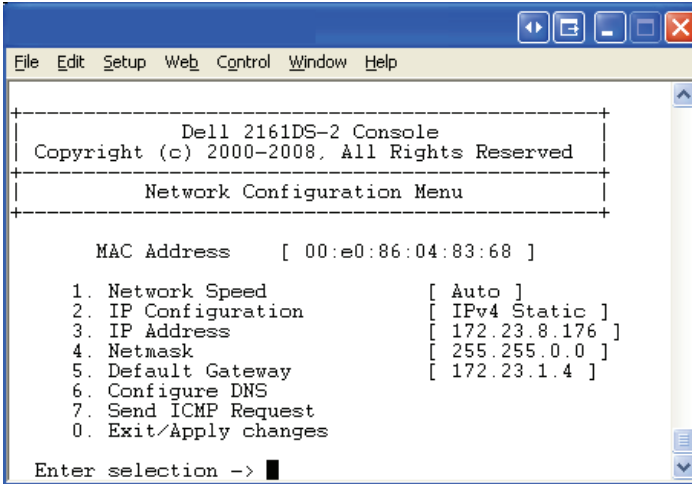 File Edit Setup Web Control Window Help
Dell 2161DS-2 Console
Copyright (c) 2000-2008, All Rights Reserved
Network Configuration Menu
MAC Address [ 00:e0:86:04:83:68 ]
1. Network Speed [ Auto ]
2. IP Configuration [ IPv4 Static ]
3. IP Address [ 172.23.8.176 ]
4. Netmask [ 255.255.0.0 ]
5. Default Gateway [ 172.23.1.4 ]
6. Configure DNS
7. Send ICMP Request
0. Exit/Apply changes
Enter selection ->